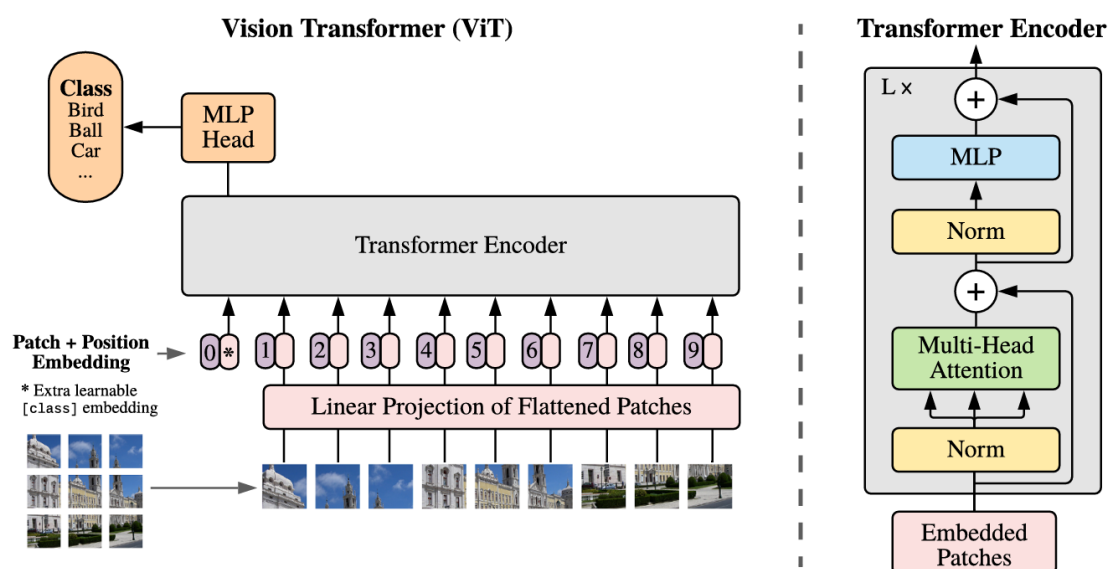 Vision Transformer (ViT)
Class
Bird
Ball
Car
...
MLP
Head
Transformer Encoder
Patch + Position
Embedding
* Extra learnable
[class] embedding
0 * 1 2 3 4 5 6 7 8 9
Linear Projection of Flattened Patches
Transformer Encoder
L ×
+
MLP
Norm
+
Multi-Head
Attention
Norm
Embedded
Patches